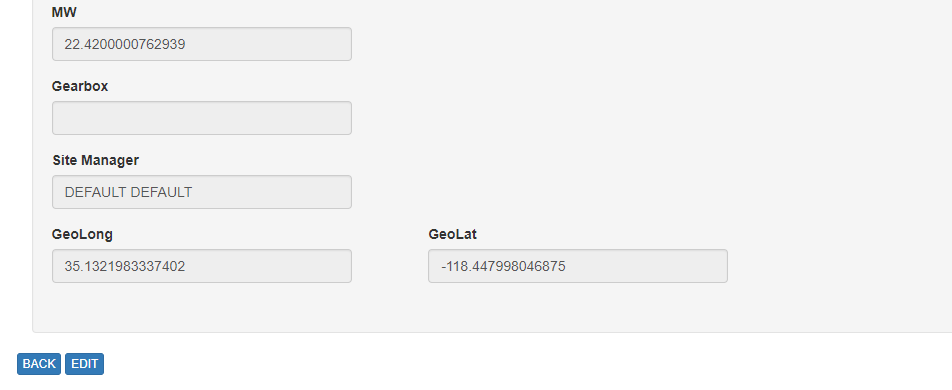 MW
22.4200000762939
Gearbox
Site Manager
DEFAULT DEFAULT
GeoLong GeoLat
35.1321983337402 -118.447998046875
BACK EDIT